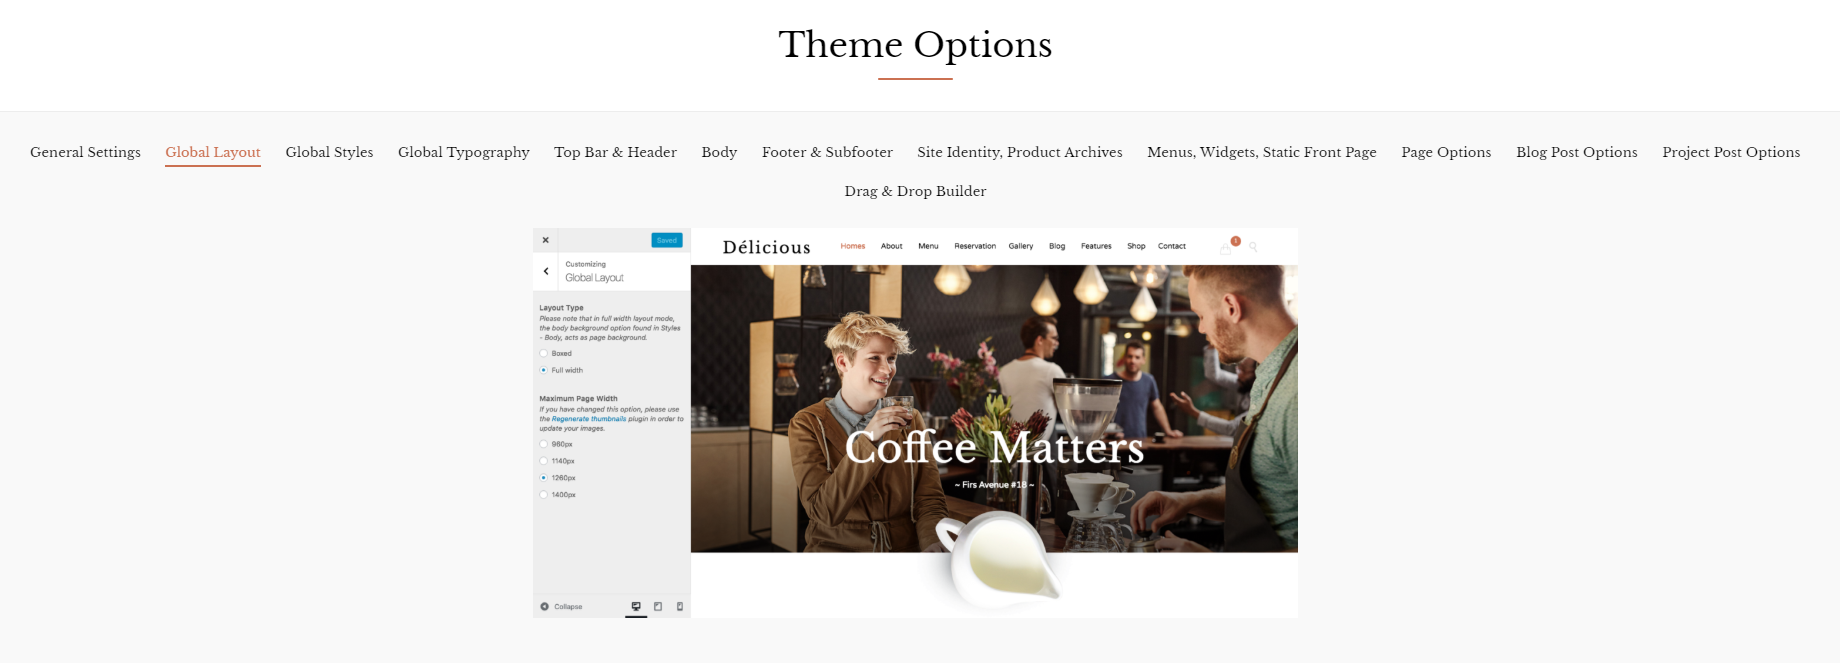 Theme Options
General Settings Global Layout Global Styles Global Typography Top Bar & Header Body Footer & Subfooter Site Identity, Product Archives Menus, Widgets, Static Front Page Page Options Blog Post Options Project Post Options
Drag & Drop Builder
Saved
Customizing
Global Layout
Layout Type
Please note that in full width layout mode,
the body background option found in Styles
- Body, acts as page background.
Boxed
Full width
Maximum Page Width
If you have changed this option, please use
the Regenerate thumbnails plugin in order to
update your images.
960px
1140px
1260px
1400px
Collapse
Délicious Homes About Menu Reservation Gallery Blog Features Shop Contact 1
Coffee Matters
~ Firs Avenue #18 ~